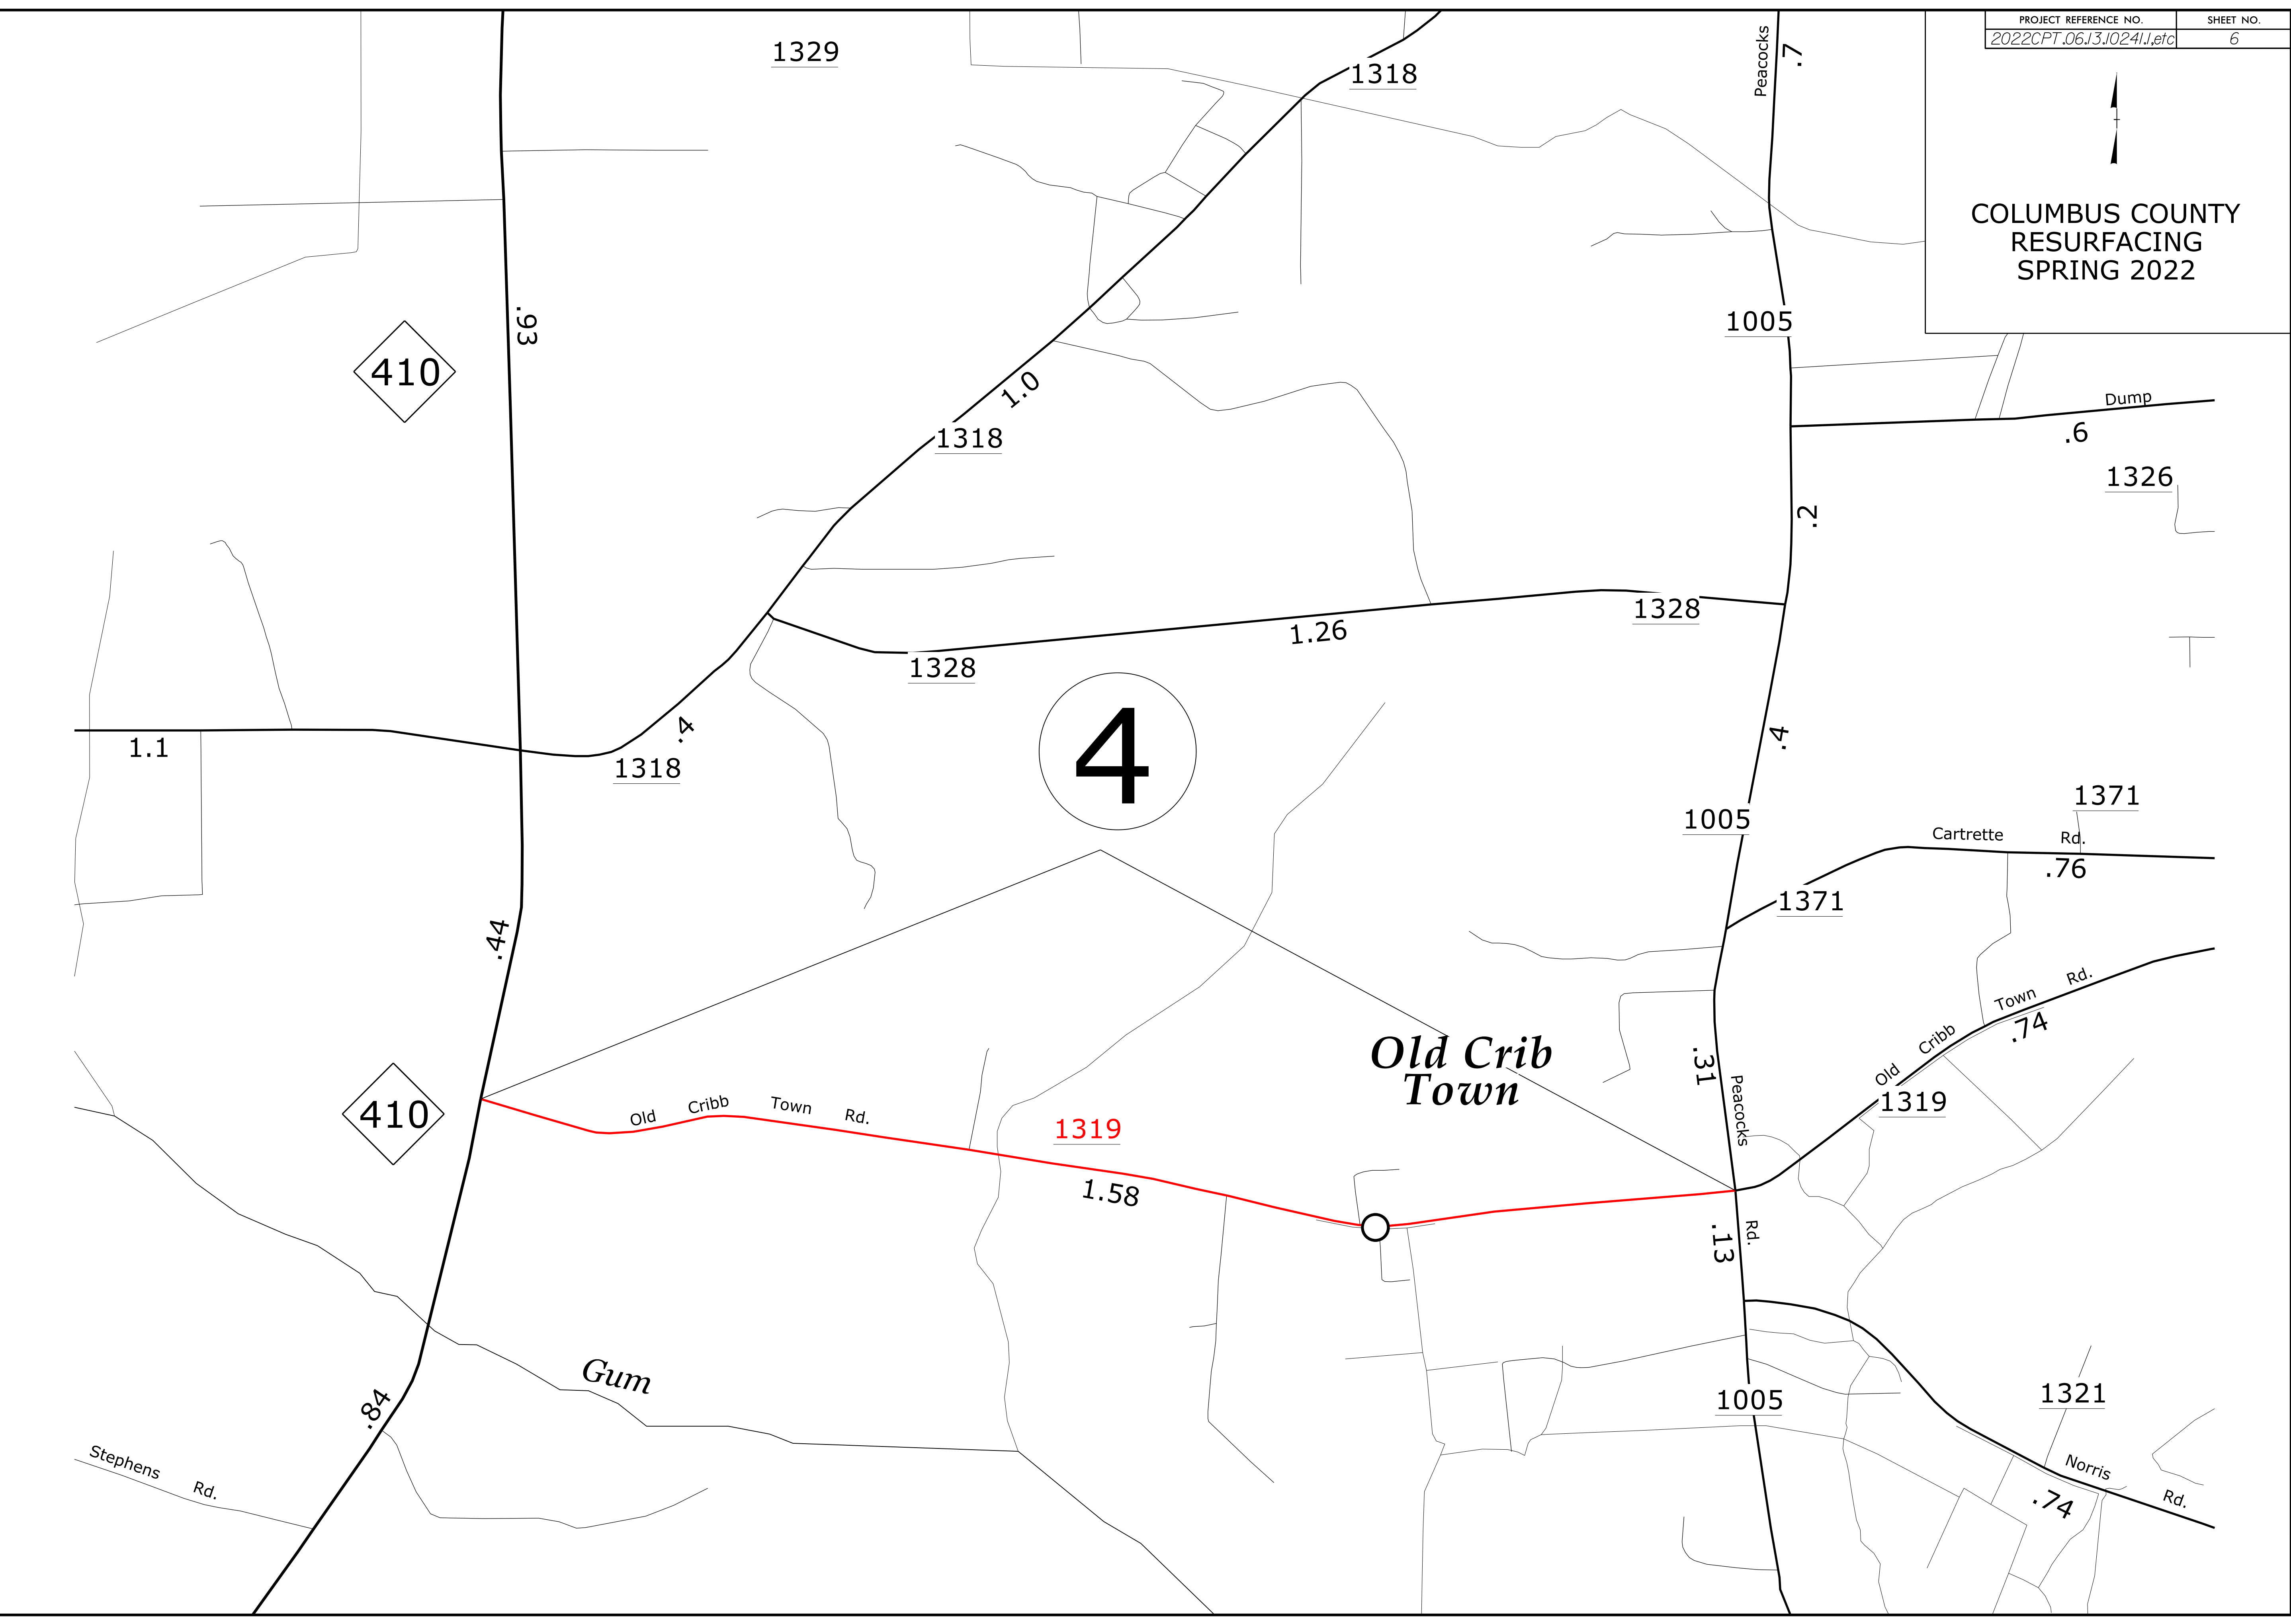 PROJECT REFERENCE NO. SHEET NO.
2022CPT.06.13.10241.1,etc 6
COLUMBUS COUNTY
RESURFACING
SPRING 2022
1329
1318
Peacocks
.7
.93
410
1005
1.0
1318
Dump
.6
1326
.2
1328
1.26
1328
4
.4
1318
1.1
.4
1005
1371
Cartrette Rd.
.76
1371
.44
Old Cribb Town Rd.
.74
1319
Old Crib
Town
.31
Peacocks Rd.
410
Old Cribb Town Rd.
1319
1.58
.13
Gum
.84
Stephens Rd.
1005
1321
Norris Rd.
.74